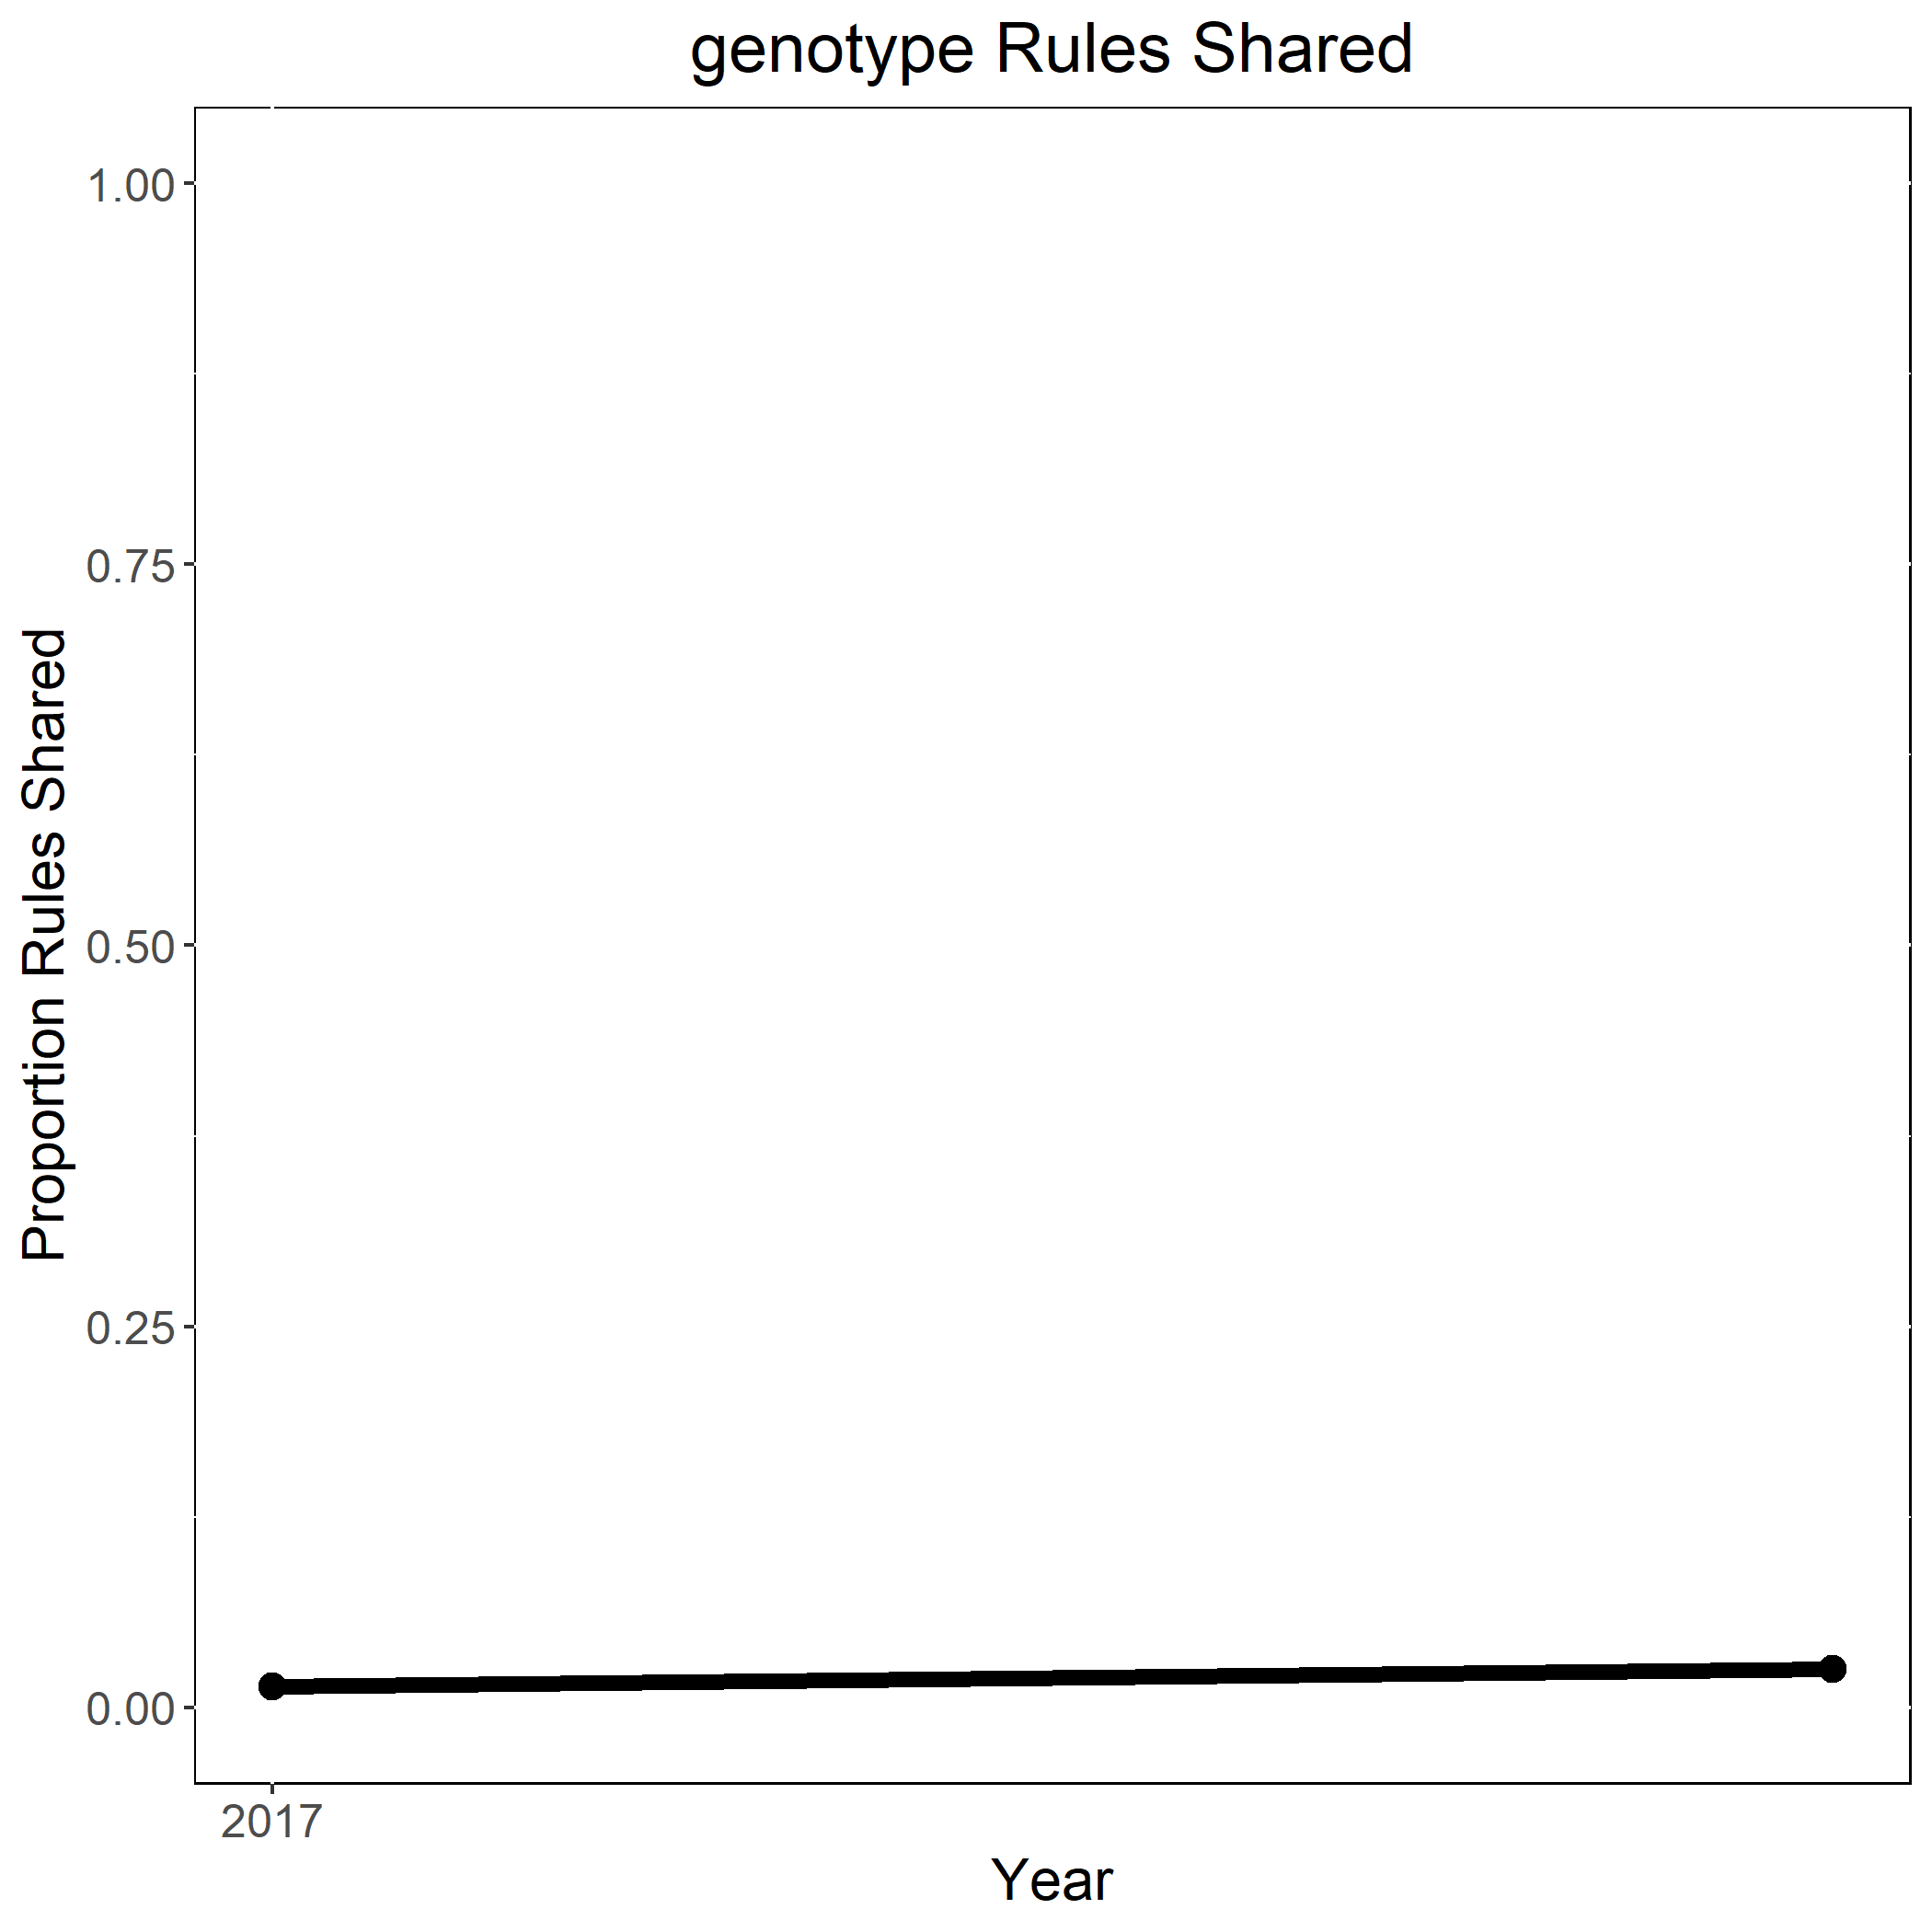 genotype Rules Shared
1.00
0.75
0.50
0.25
0.00
Proportion Rules Shared
2017
Year